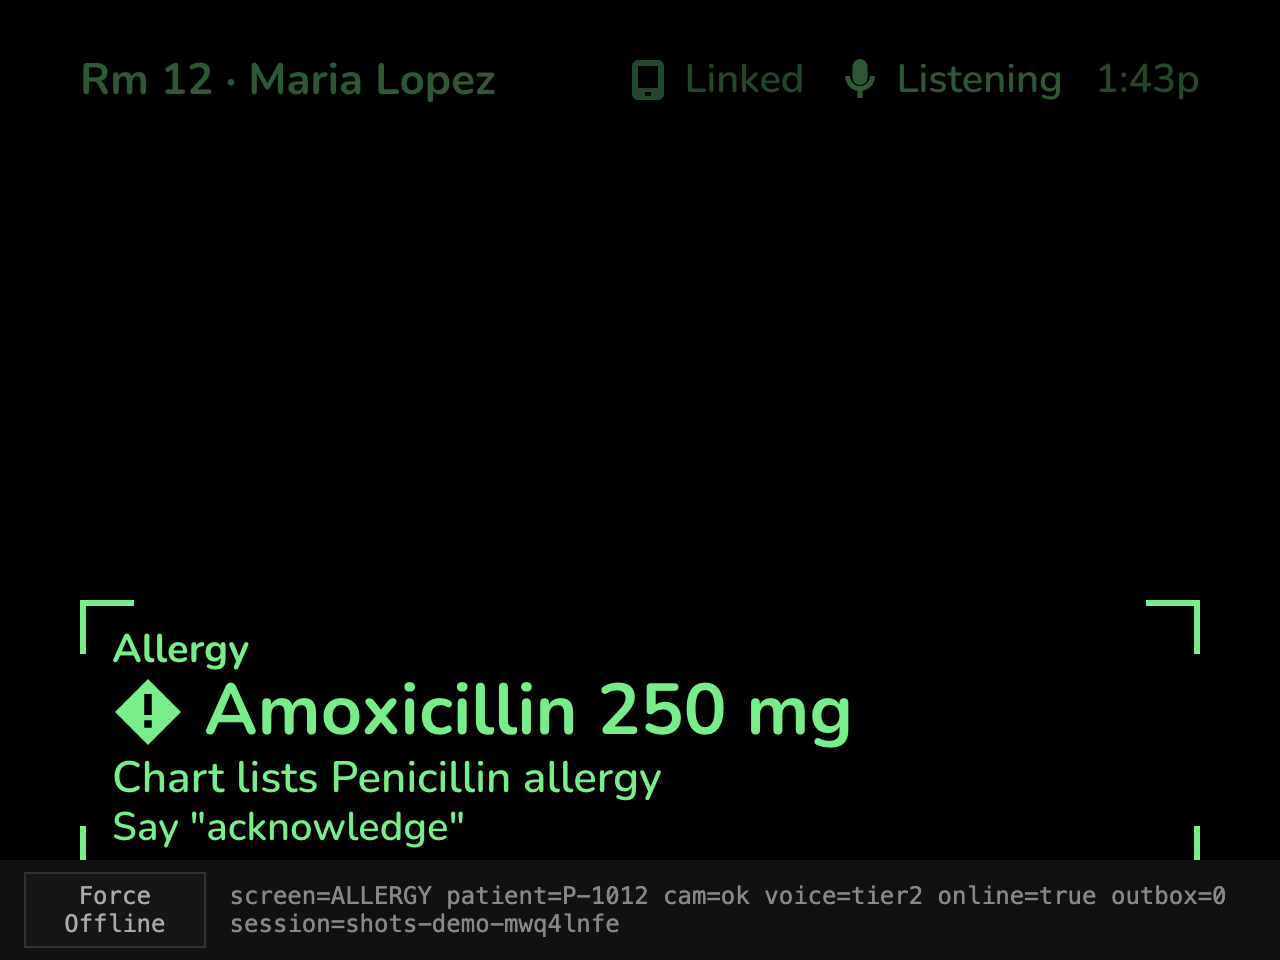 Rm 12 · Maria Lopez Linked Listening 1:43p
Allergy
Amoxicillin 250 mg
Chart lists Penicillin allergy
Say "acknowledge"
Force Offline
screen=ALLERGY patient=P-1012 cam=ok voice=tier2 online=true outbox=0
session=shots-demo-mwq4lnfe